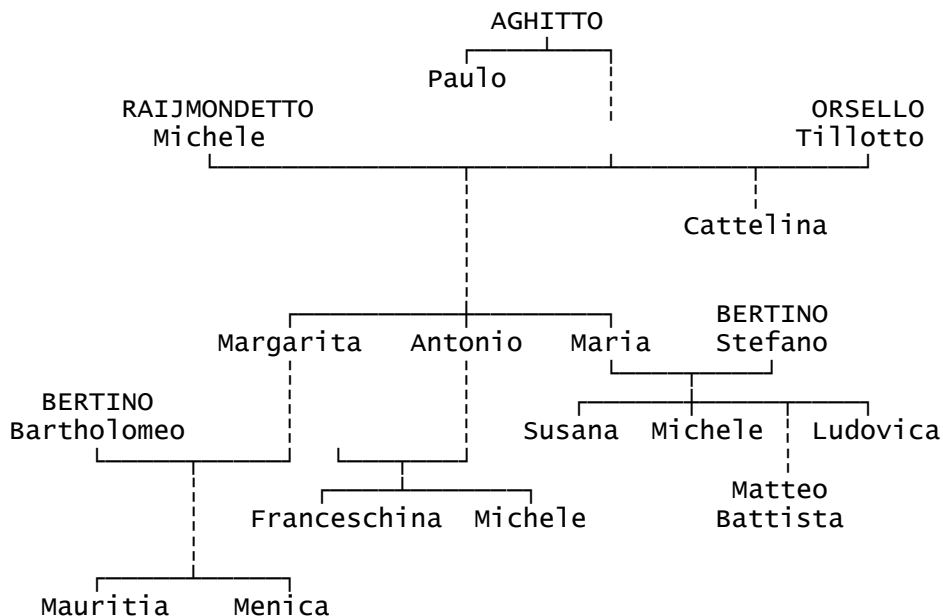 AGHITTO
Paulo
RAIJMONDETTO ORSELLO
Michele Tillotto
Cattelina
BERTINO
Margarita Antonio Maria Stefano
BERTINO
Bartholomeo Susana Michele Ludovica
Matteo
Franceschina Michele Battista
Mauritia Menica